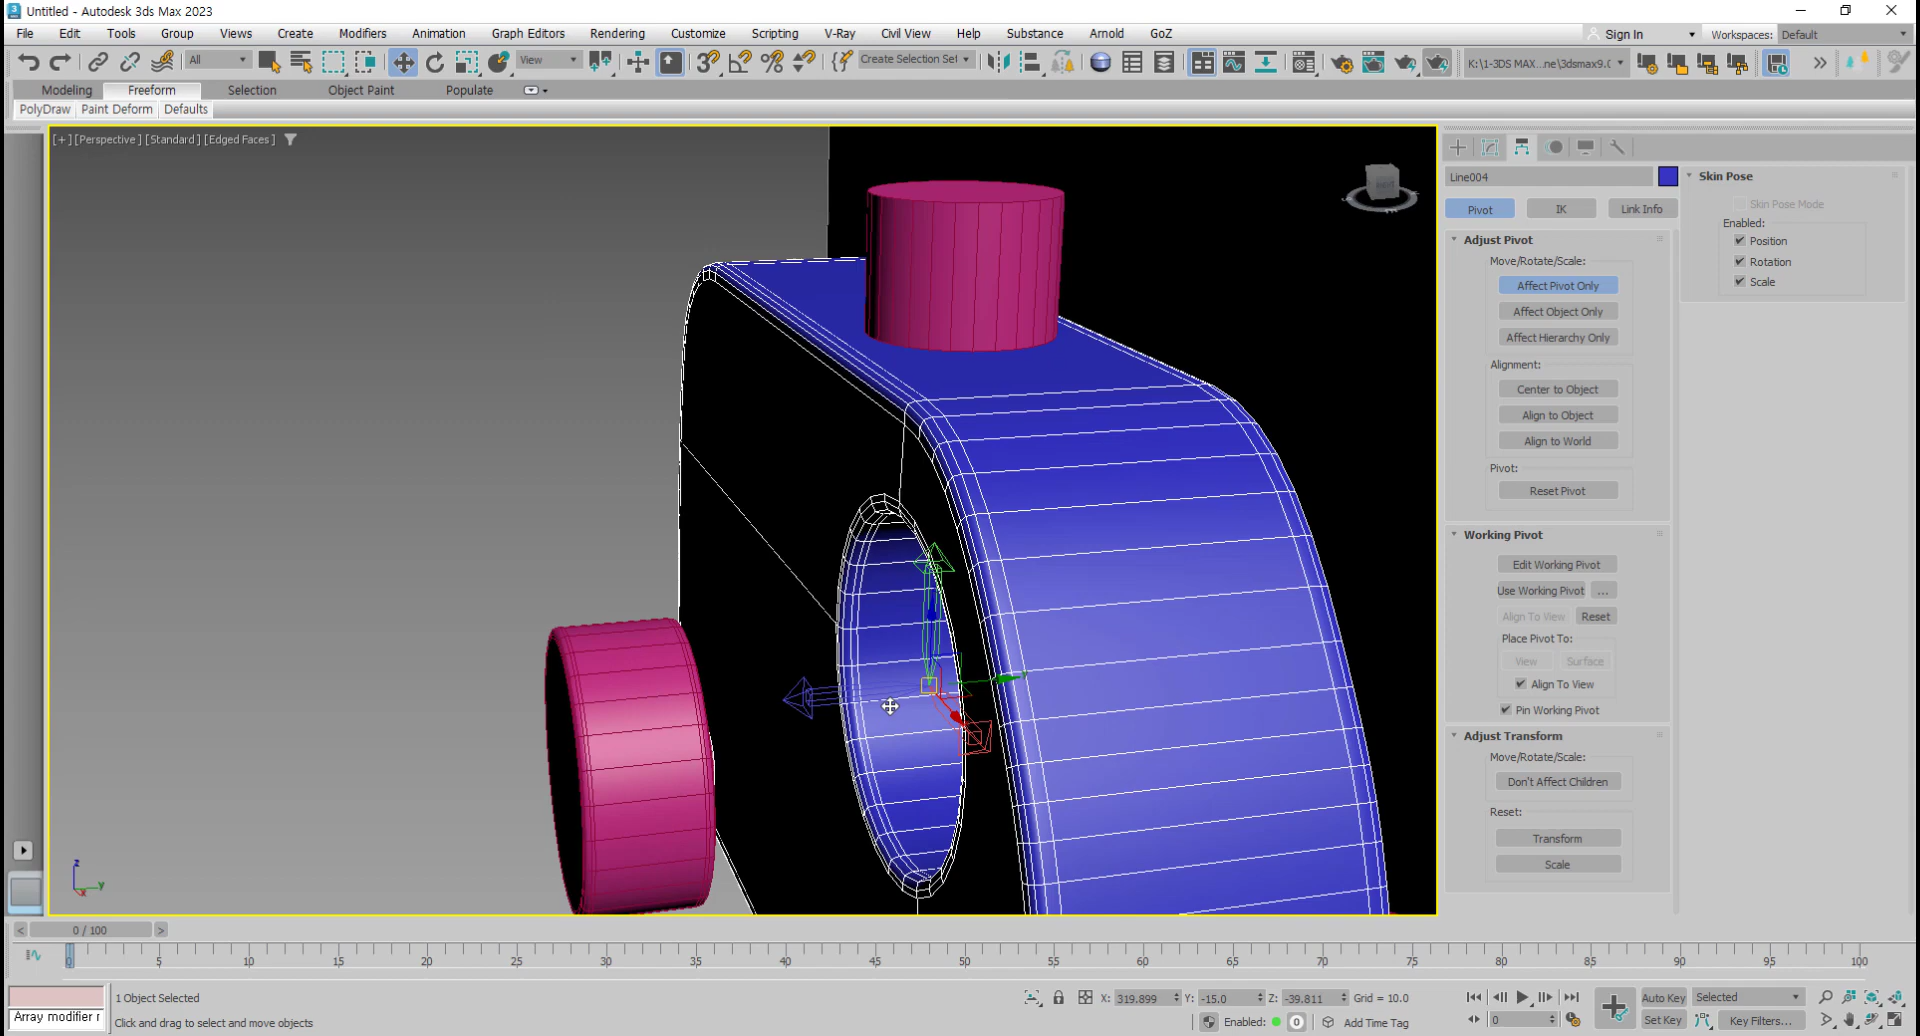 Untitled - Autodesk 3ds Max 2023
File Edit Tools Group Views Create Modifiers Animation Graph Editors Rendering Customize Scripting V-Ray Civil View Help Substance Arnold GoZ
Sign In Workspaces: Default
All View Create Selection Set K:\1-3DS MAX...ne/3dsmax9.0
Modeling Freeform Selection Object Paint Populate
PolyDraw Paint Deform Defaults
[+] [Perspective] [Standard] [Edged Faces]
Line004
Pivot IK Link Info
Adjust Pivot
Move/Rotate/Scale:
Affect Pivot Only
Affect Object Only
Affect Hierarchy Only
Alignment:
Center to Object
Align to Object
Align to World
Pivot:
Reset Pivot
Working Pivot
Edit Working Pivot
Use Working Pivot ...
Align To View Reset
Place Pivot To:
View Surface
Align To View
Pin Working Pivot
Adjust Transform
Move/Rotate/Scale:
Don't Affect Children
Reset:
Transform
Scale
Skin Pose
Skin Pose Mode
Enabled:
Position
Rotation
Scale
z
y
x
< 0 / 100 >
0 5 10 15 20 25 30 35 40 45 50 55 60 65 70 75 80 85 90 95 100
1 Object Selected
Array modifier r
Click and drag to select and move objects
X: 319.899 Y: -15.0 Z: -39.811 Grid = 10.0
Enabled: 0 Add Time Tag
Auto Key Selected
0 Set Key Key Filters...